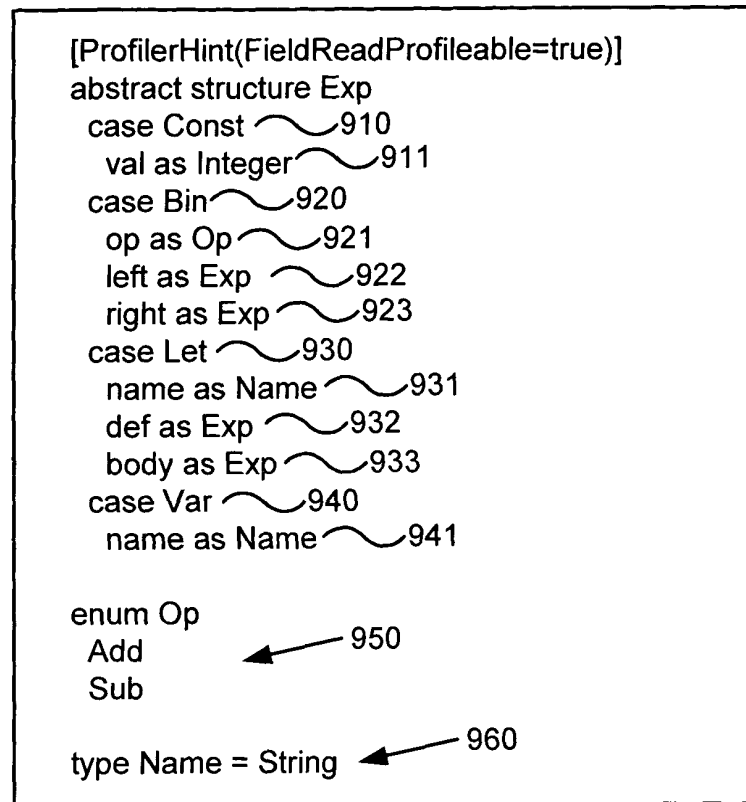 [ProfilerHint(FieldReadProfileable=true)]
abstract structure Exp
case Const 910
val as Integer 911
case Bin 920
op as Op 921
left as Exp 922
right as Exp 923
case Let 930
name as Name 931
def as Exp 932
body as Exp 933
case Var 940
name as Name 941
enum Op
Add 950
Sub
type Name = String 960